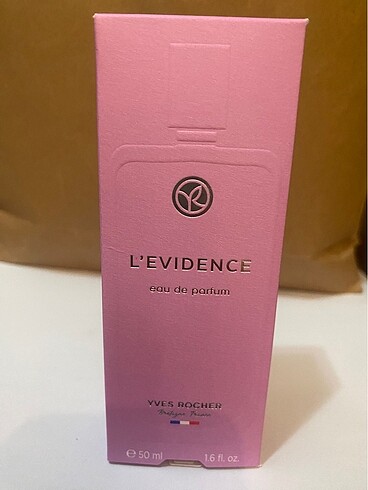 L'EVIDENCE
eau de parfum
YVES ROCHER
℮ 50 ml 1.6 fl. oz.